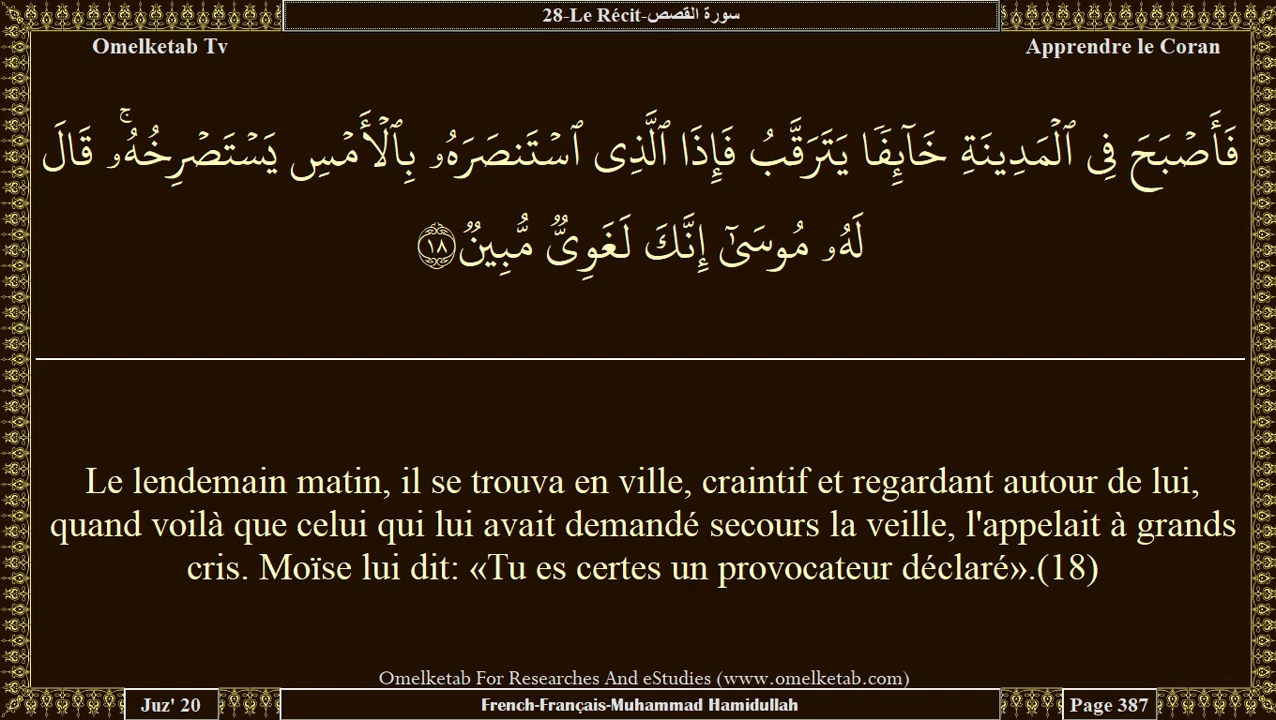 28-Le Récit-سورة القصص
Omelketab Tv
Apprendre le Coran
فَأَصۡبَحَ فِي ٱلۡمَدِينَةِ خَآئِفٗا يَتَرَقَّبُ فَإِذَا ٱلَّذِي ٱسۡتَنصَرَهُۥ بِٱلۡأَمۡسِ يَسۡتَصۡرِخُهُۥۚ قَالَ
لَهُۥ مُوسَىٰٓ إِنَّكَ لَغَوِيّٞ مُّبِينٞ ١٨
Le lendemain matin, il se trouva en ville, craintif et regardant autour de lui,
quand voilà que celui qui lui avait demandé secours la veille, l'appelait à grands
cris. Moïse lui dit: «Tu es certes un provocateur déclaré».(18)
Omelketab For Researches And eStudies (www.omelketab.com)
Juz' 20
French-Français-Muhammad Hamidullah
Page 387